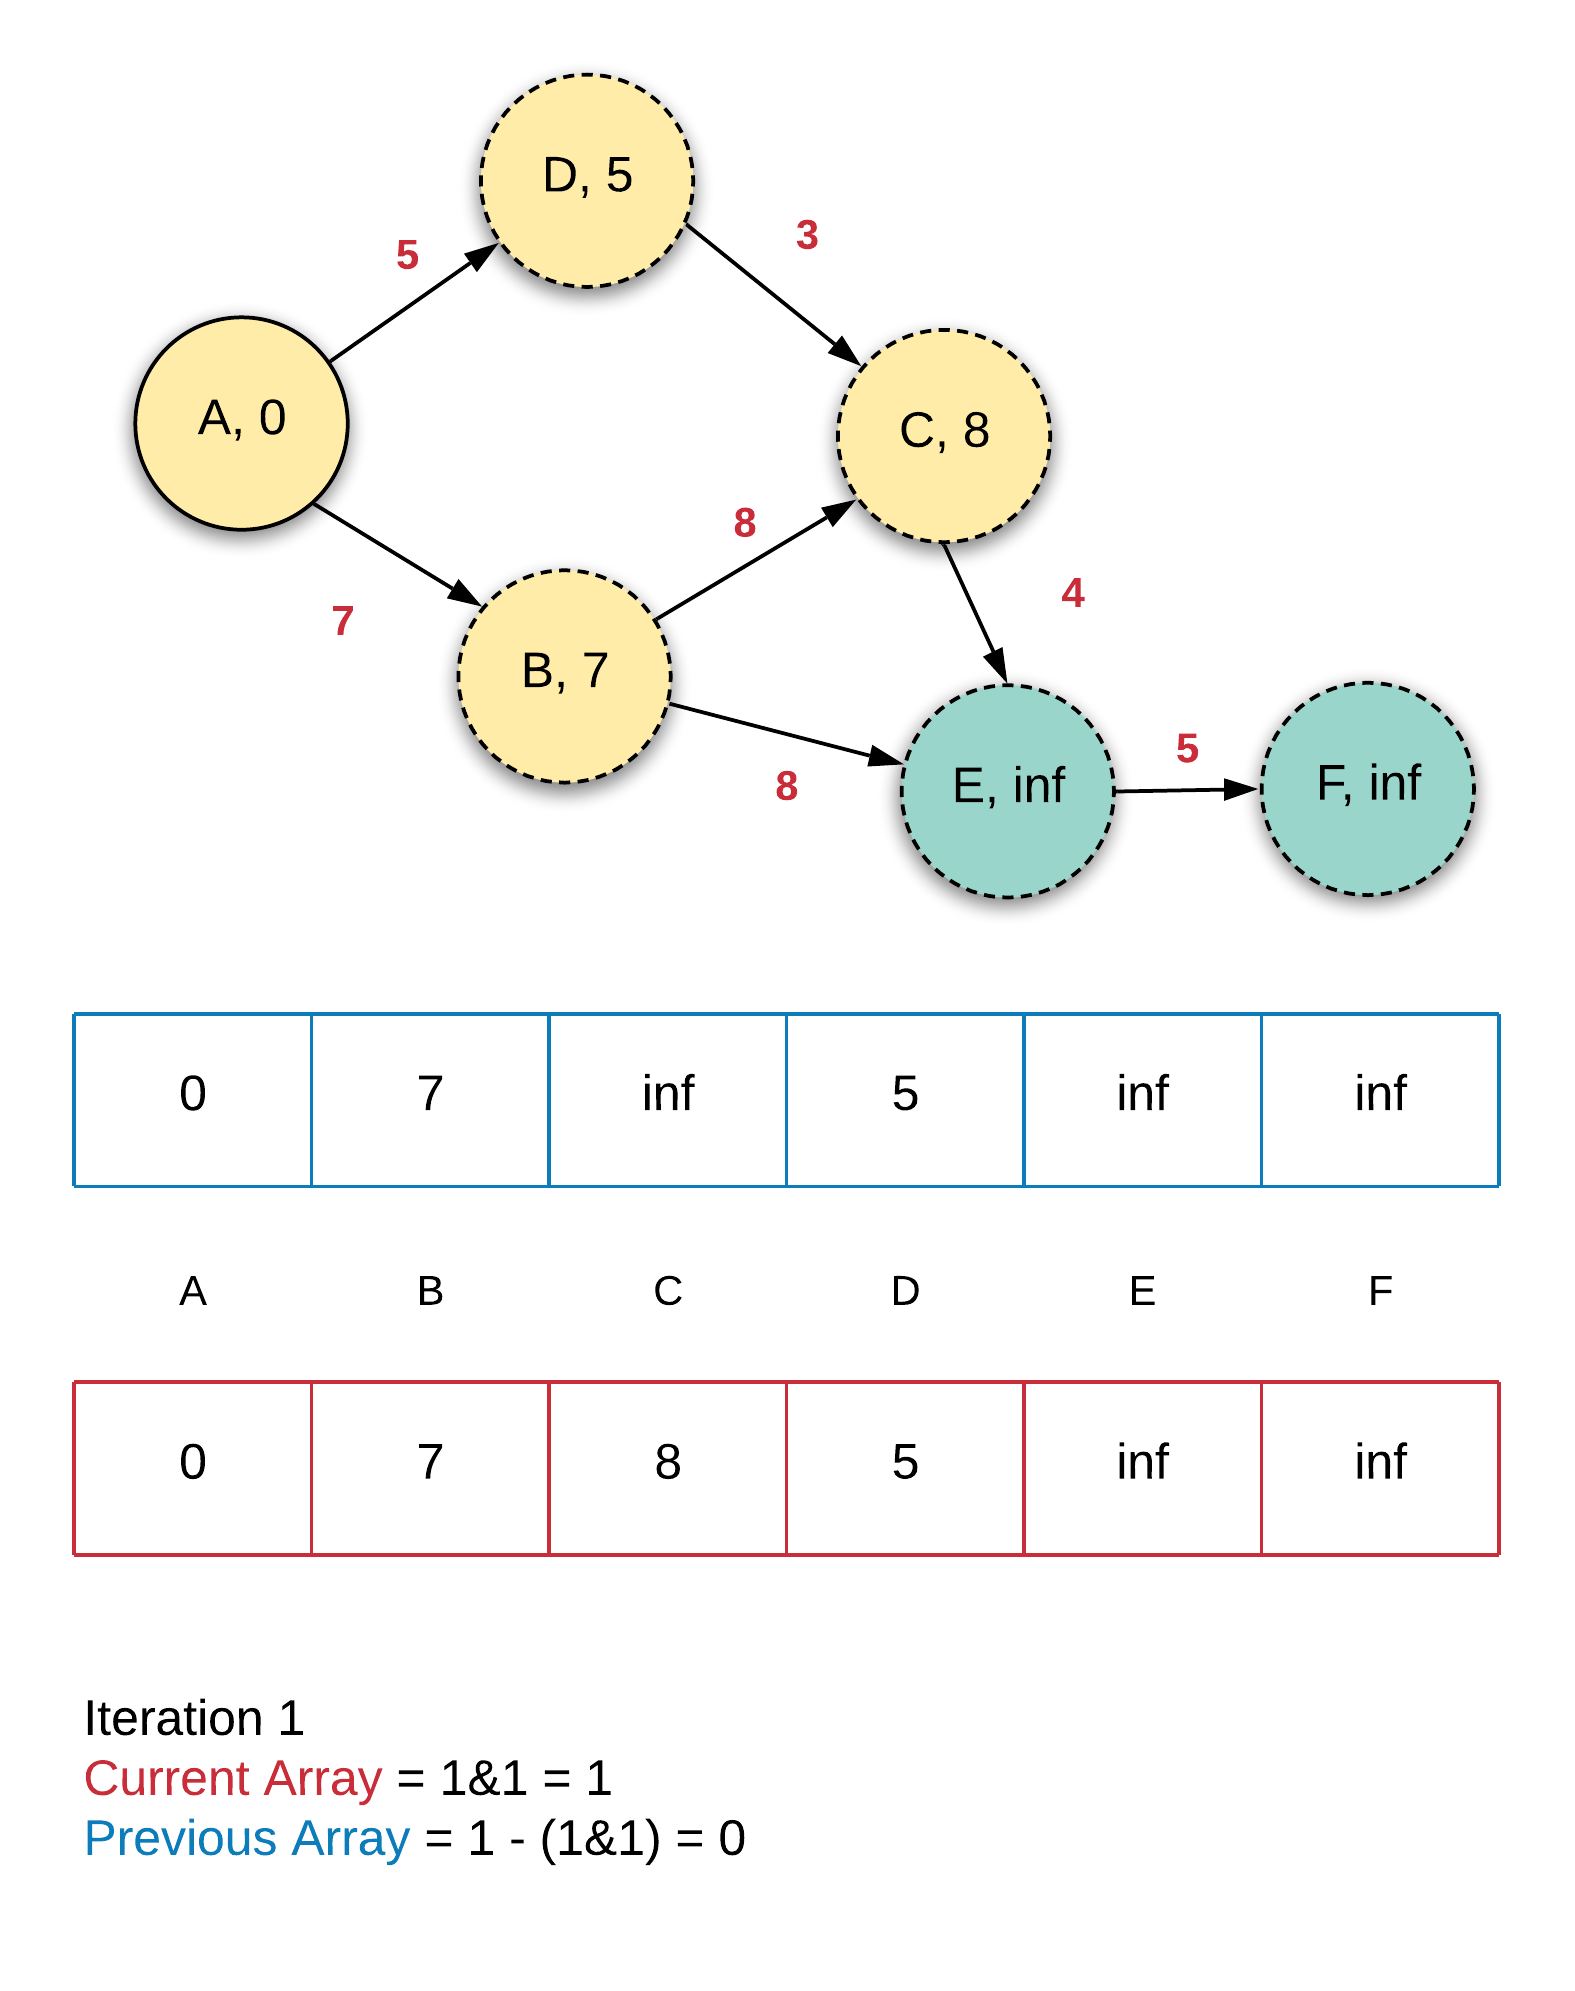 D, 5
3
5
A, 0
C, 8
8
7
4
B, 7
5
E, inf
F, inf
8
0 7 inf 5 inf inf
A B C D E F
0 7 8 5 inf inf
Iteration 1
Current Array = 1&1 = 1
Previous Array = 1 - (1&1) = 0